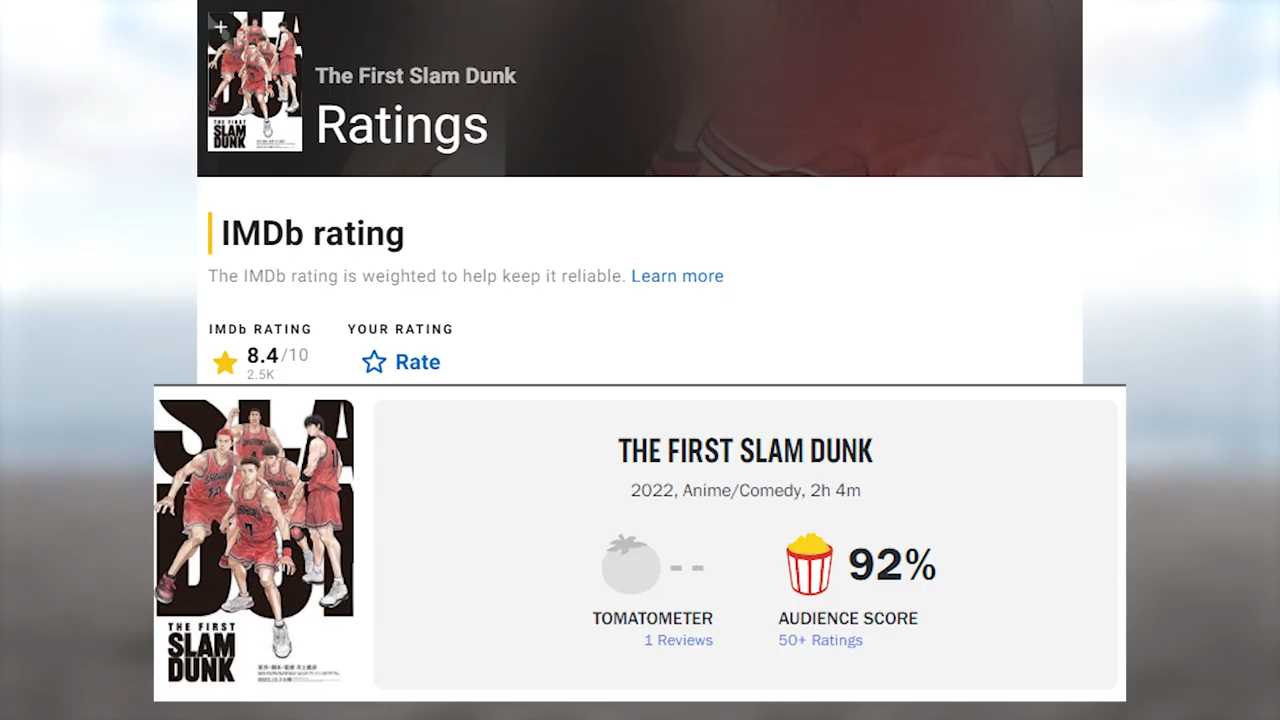 The First Slam Dunk
Ratings
THE FIRST
SLAM
DUNK
IMDb rating
The IMDb rating is weighted to help keep it reliable. Learn more
IMDb RATING
YOUR RATING
8.4/10
2.5K
Rate
THE FIRST
SLAM
DUNK
THE FIRST SLAM DUNK
2022, Anime/Comedy, 2h 4m
- -
92%
TOMATOMETER
AUDIENCE SCORE
1 Reviews
50+ Ratings